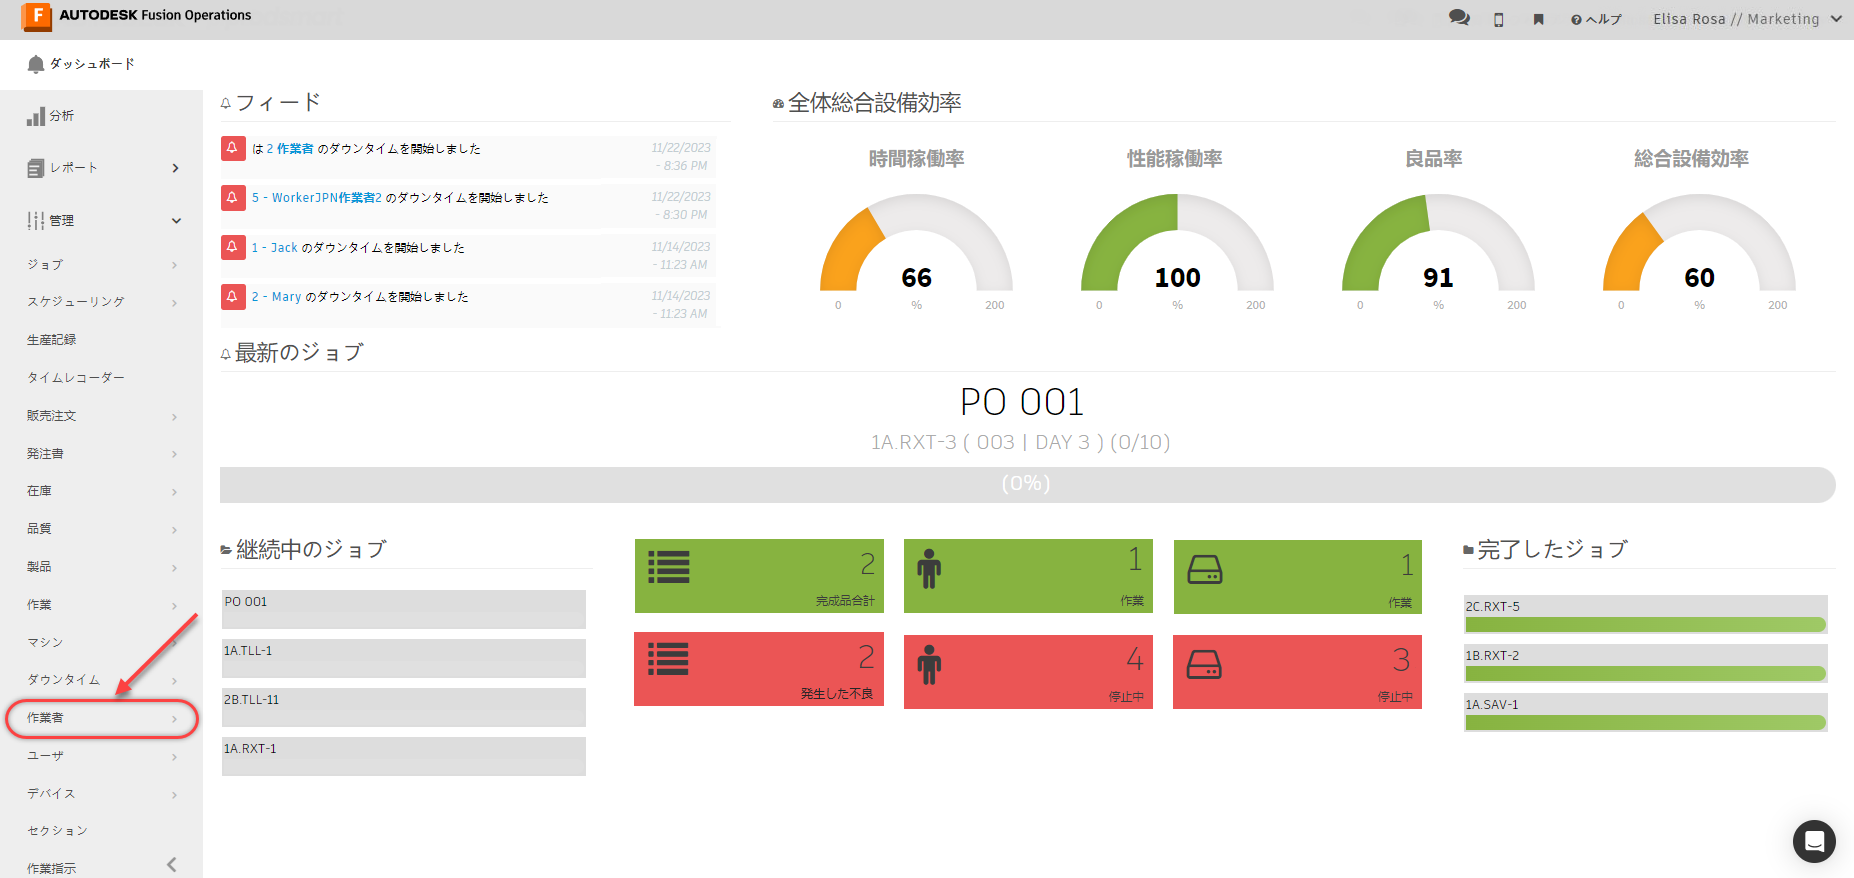 AUTODESK Fusion Operations
ヘルプ
Elisa Rosa // Marketing
ダッシュボード
分析
レポート
管理
ジョブ
スケジューリング
生産記録
タイムレコーダー
販売注文
発注書
在庫
品質
製品
作業
マシン
ダウンタイム
作業者
ユーザ
デバイス
セクション
作業指示
フィード
は 2 作業者 のダウンタイムを開始しました
11/22/2023
- 8:36 PM
5 - WorkerJPN作業者2 のダウンタイムを開始しました
11/22/2023
- 8:30 PM
1 - Jack のダウンタイムを開始しました
11/14/2023
- 11:23 AM
2 - Mary のダウンタイムを開始しました
11/14/2023
- 11:23 AM
全体総合設備効率
時間稼働率
66
0 % 200
性能稼働率
100
0 % 200
良品率
91
0 % 200
総合設備効率
60
0 % 200
最新のジョブ
PO 001
1A.RXT-3 ( 003 | DAY 3 ) (0/10)
(0%)
継続中のジョブ
PO 001
1A.TLL-1
2B.TLL-11
1A.RXT-1
2
完成品合計
1
作業
1
作業
2
発生した不良
4
停止中
3
停止中
完了したジョブ
2C.RXT-5
1B.RXT-2
1A.SAV-1